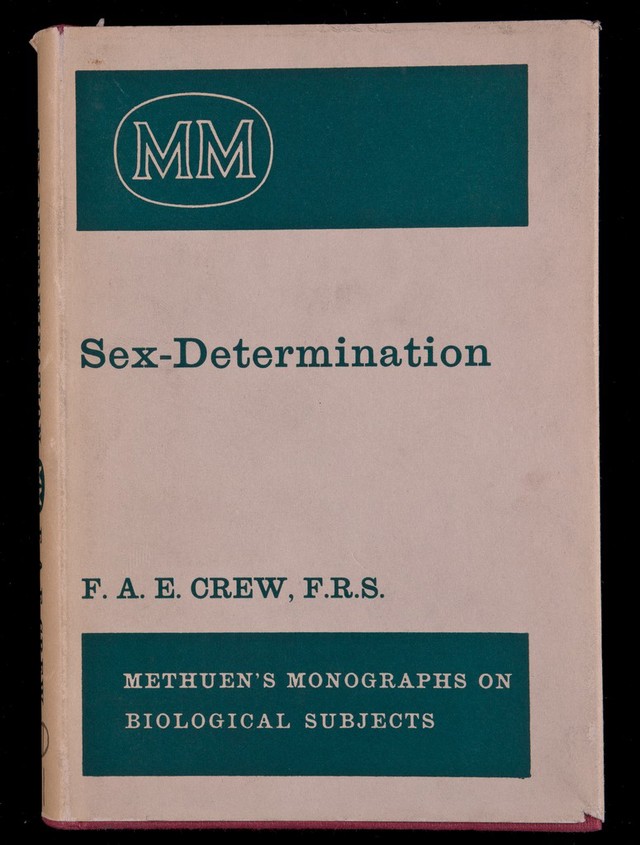 MM
Sex-Determination
F. A. E. CREW, F.R.S.
METHUEN'S MONOGRAPHS ON
BIOLOGICAL SUBJECTS